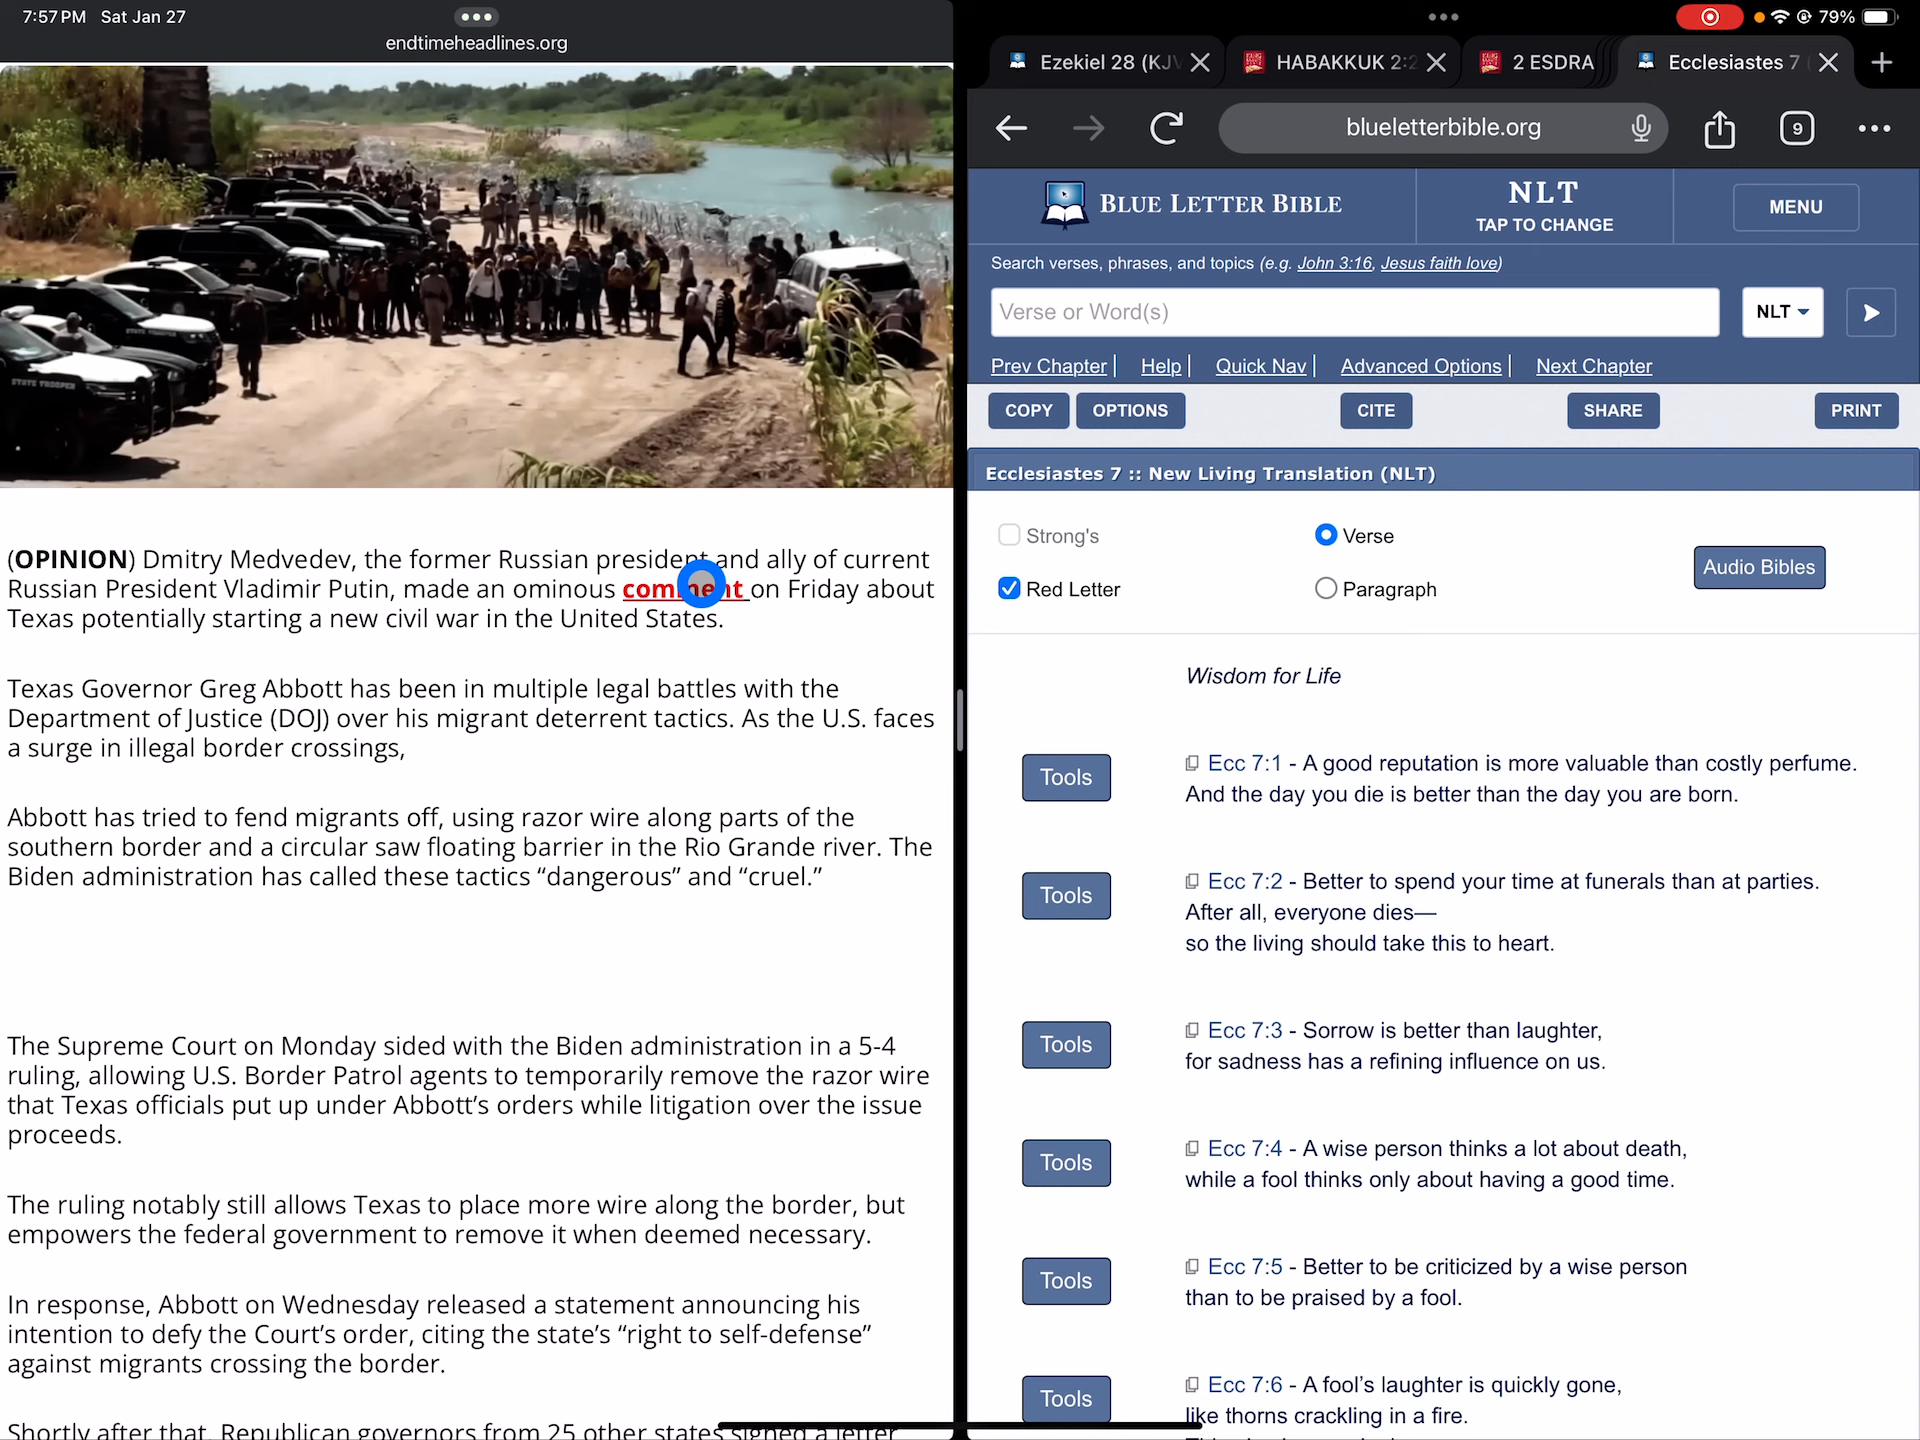 7:57 PM Sat Jan 27
endtimeheadlines.org
STATE TROOPER
(OPINION) Dmitry Medvedev, the former Russian president and ally of current
Russian President Vladimir Putin, made an ominous comment on Friday about
Texas potentially starting a new civil war in the United States.
Texas Governor Greg Abbott has been in multiple legal battles with the
Department of Justice (DOJ) over his migrant deterrent tactics. As the U.S. faces
a surge in illegal border crossings,
Abbott has tried to fend migrants off, using razor wire along parts of the
southern border and a circular saw floating barrier in the Rio Grande river. The
Biden administration has called these tactics “dangerous” and “cruel.”
The Supreme Court on Monday sided with the Biden administration in a 5-4
ruling, allowing U.S. Border Patrol agents to temporarily remove the razor wire
that Texas officials put up under Abbott’s orders while litigation over the issue
proceeds.
The ruling notably still allows Texas to place more wire along the border, but
empowers the federal government to remove it when deemed necessary.
In response, Abbott on Wednesday released a statement announcing his
intention to defy the Court’s order, citing the state’s “right to self-defense”
against migrants crossing the border.
Shortly after that, Republican governors from 25 other states signed a letter
79%
Ezekiel 28 (KJV
HABAKKUK 2:2
2 ESDRA
Ecclesiastes 7
blueletterbible.org
9
BLUE LETTER BIBLE
NLT
TAP TO CHANGE
MENU
Search verses, phrases, and topics (e.g. John 3:16, Jesus faith love)
Verse or Word(s)
NLT
Prev Chapter | Help | Quick Nav | Advanced Options | Next Chapter
COPY OPTIONS CITE SHARE PRINT
Ecclesiastes 7 :: New Living Translation (NLT)
Strong's
Verse
Red Letter
Paragraph
Audio Bibles
Wisdom for Life
Tools
Ecc 7:1 - A good reputation is more valuable than costly perfume.
And the day you die is better than the day you are born.
Tools
Ecc 7:2 - Better to spend your time at funerals than at parties.
After all, everyone dies—
so the living should take this to heart.
Tools
Ecc 7:3 - Sorrow is better than laughter,
for sadness has a refining influence on us.
Tools
Ecc 7:4 - A wise person thinks a lot about death,
while a fool thinks only about having a good time.
Tools
Ecc 7:5 - Better to be criticized by a wise person
than to be praised by a fool.
Tools
Ecc 7:6 - A fool’s laughter is quickly gone,
like thorns crackling in a fire.